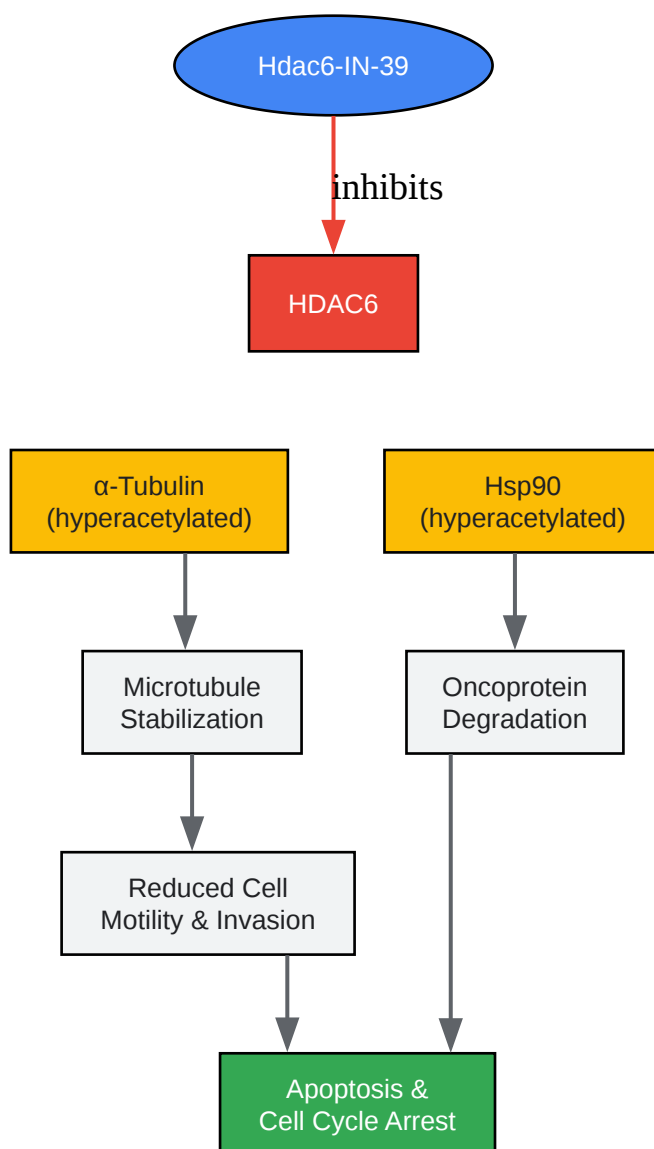 Hdac6-IN-39
inhibits
HDAC6
α-Tubulin
(hyperacetylated)
Hsp90
(hyperacetylated)
Microtubule
Stabilization
Oncoprotein
Degradation
Reduced Cell
Motility & Invasion
Apoptosis &
Cell Cycle Arrest